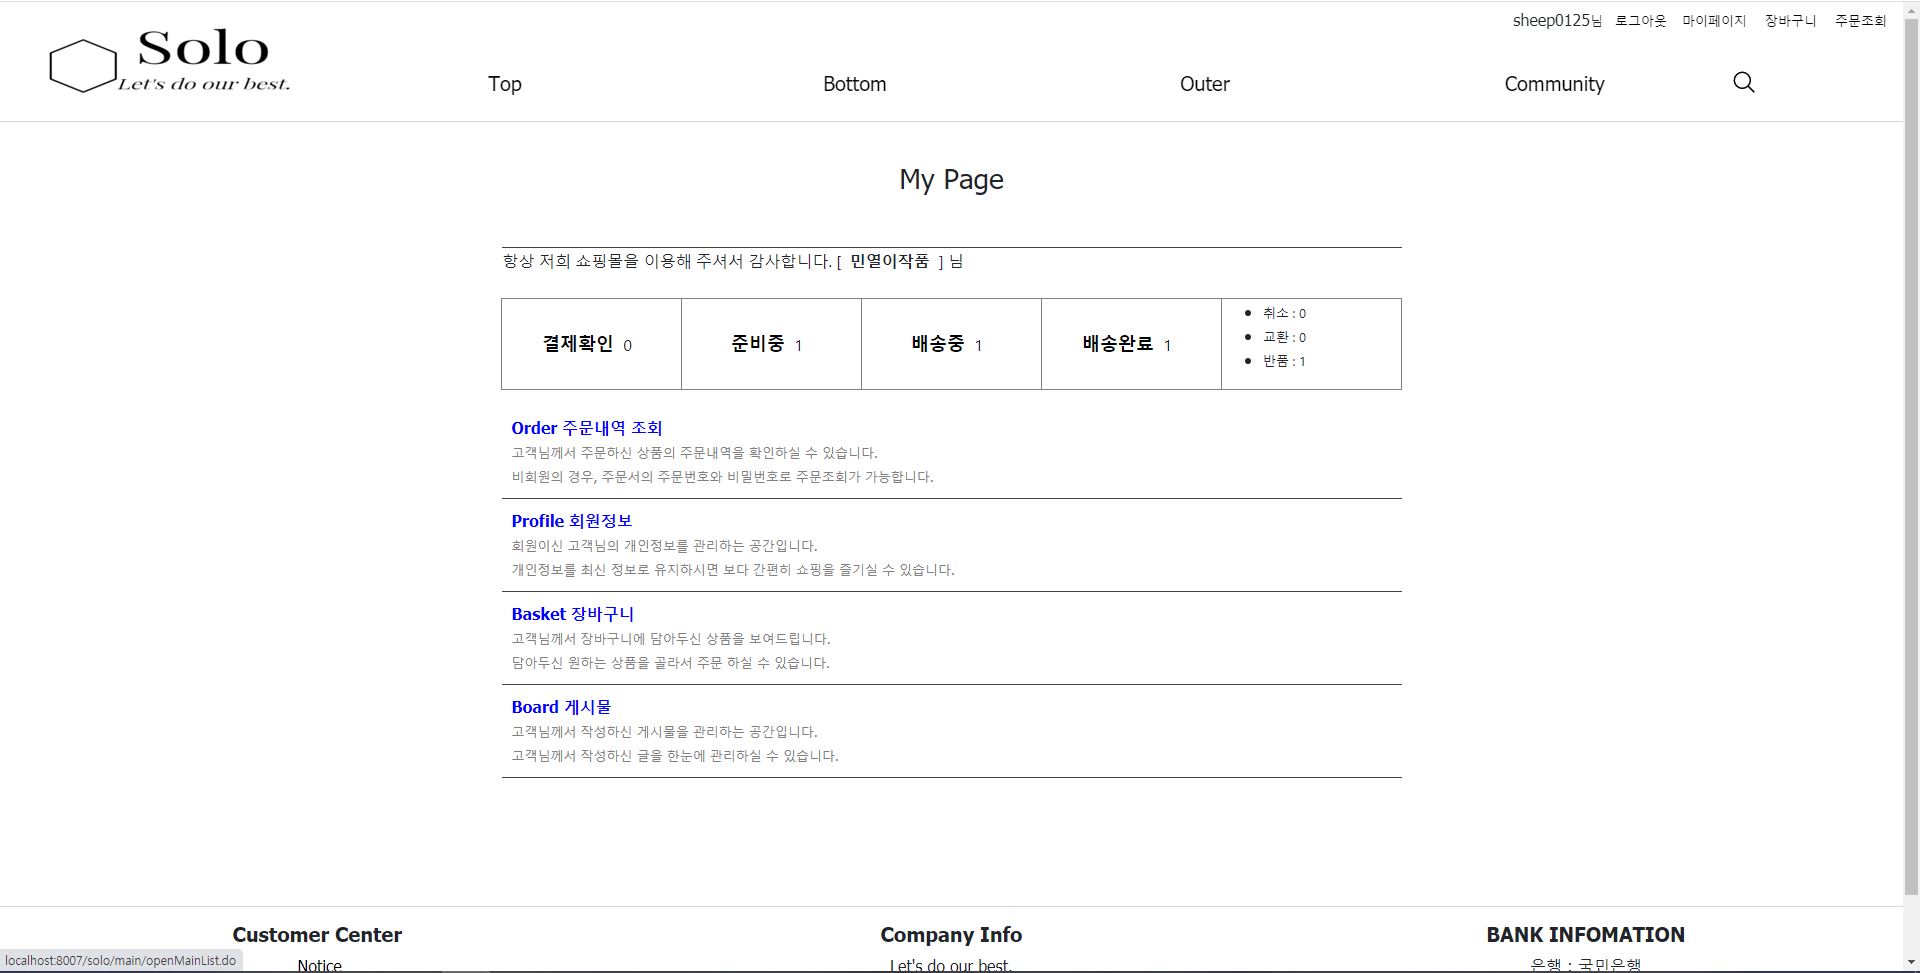 sheep0125님 로그아웃 마이페이지 장바구니 주문조회
Solo
Let's do our best.
Top Bottom Outer Community
My Page
항상 저희 쇼핑몰을 이용해 주셔서 감사합니다. [ 민열이작품 ] 님
결제확인 0 준비중 1 배송중 1 배송완료 1
취소 : 0
교환 : 0
반품 : 1
Order 주문내역 조회
고객님께서 주문하신 상품의 주문내역을 확인하실 수 있습니다.
비회원의 경우, 주문서의 주문번호와 비밀번호로 주문조회가 가능합니다.
Profile 회원정보
회원이신 고객님의 개인정보를 관리하는 공간입니다.
개인정보를 최신 정보로 유지하시면 보다 간편히 쇼핑을 즐기실 수 있습니다.
Basket 장바구니
고객님께서 장바구니에 담아두신 상품을 보여드립니다.
담아두신 원하는 상품을 골라서 주문 하실 수 있습니다.
Board 게시물
고객님께서 작성하신 게시물을 관리하는 공간입니다.
고객님께서 작성하신 글을 한눈에 관리하실 수 있습니다.
Customer Center Company Info BANK INFOMATION
localhost:8007/solo/main/openMainList.do
Notice Let's do our best. 은행 : 국민은행